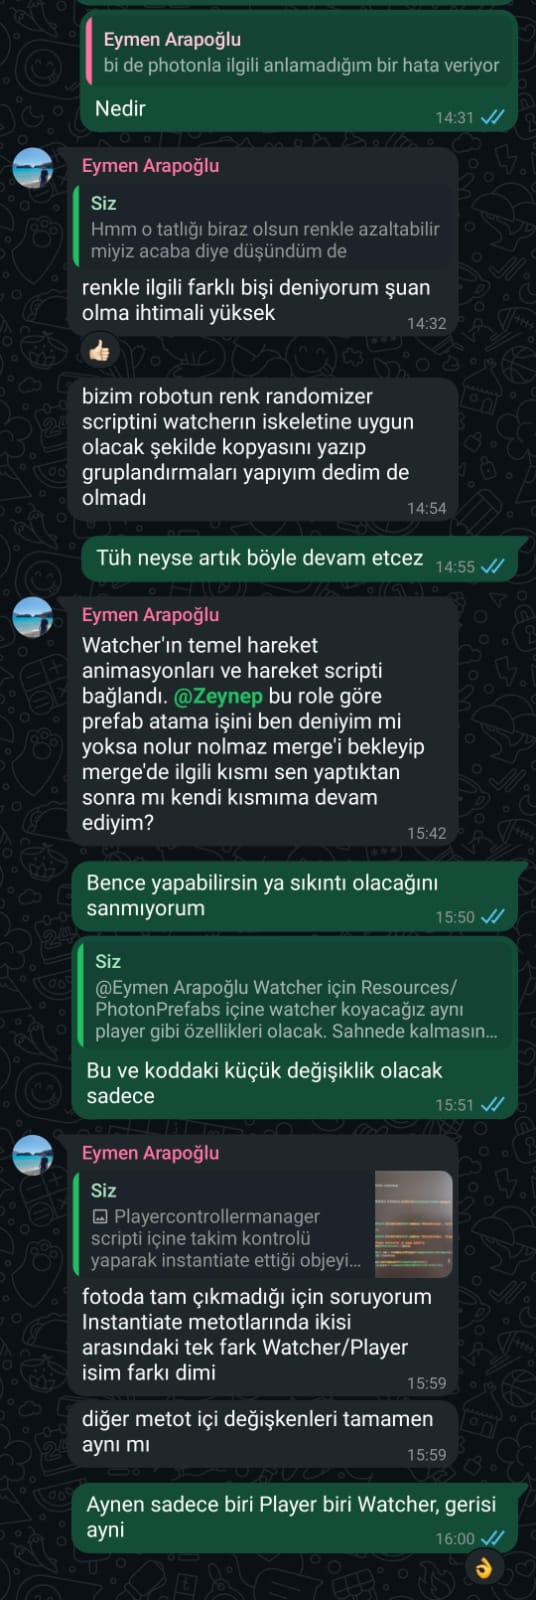 Eymen Arapoğlu
bi de photonla ilgili anlamadığım bir hata veriyor
Nedir
14:31
Eymen Arapoğlu
Siz
Hmm o tatlığı biraz olsun renkle azaltabilir
miyiz acaba diye düşündüm de
renkle ilgili farklı bişi deniyorum şuan
olma ihtimali yüksek
14:32
bizim robotun renk randomizer
scriptini watcherın iskeletine uygun
olacak şekilde kopyasını yazıp
gruplandırmaları yapıyım dedim de
olmadı
14:54
Tüh neyse artık böyle devam etcez
14:55
Eymen Arapoğlu
Watcher'ın temel hareket
animasyonları ve hareket scripti
bağlandı. @Zeynep bu role göre
prefab atama işini ben deniyim mi
yoksa nolur nolmaz merge'i bekleyip
merge'de ilgili kısmı sen yaptıktan
sonra mı kendi kısmıma devam
ediyim?
15:42
Bence yapabilirsin ya sıkıntı olacağını
sanmıyorum
15:50
Siz
@Eymen Arapoğlu Watcher için Resources/
PhotonPrefabs içine watcher koyacağız aynı
player gibi özellikleri olacak. Sahnede kalmasın...
Bu ve koddaki küçük değişiklik olacak
sadece
15:51
Eymen Arapoğlu
Siz
Playercontrollermanager
scripti içine takim kontrolü
yaparak instantiate ettiği objeyi...
fotoda tam çıkmadığı için soruyorum
Instantiate metotlarında ikisi
arasındaki tek fark Watcher/Player
isim farkı dimi
15:59
diğer metot içi değişkenleri tamamen
aynı mı
15:59
Aynen sadece biri Player biri Watcher, gerisi
ayni
16:00